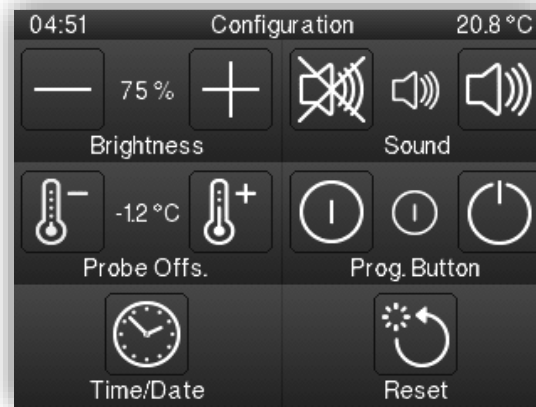 04:51 Configuration 20.8 °C
75 %
Brightness Sound
-1.2 °C
Probe Offs. Prog. Button
Time/Date Reset